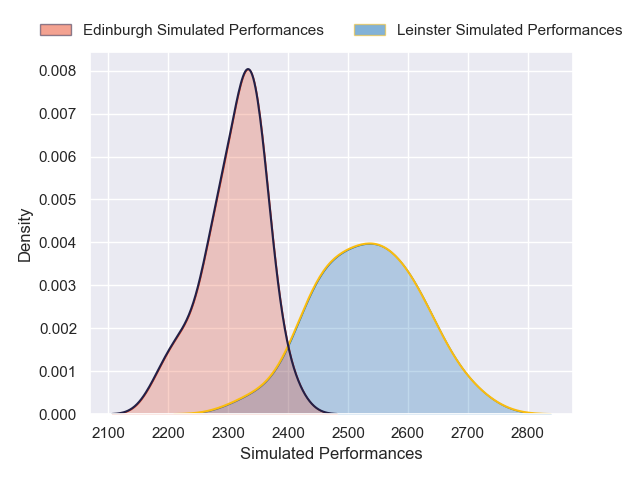 Edinburgh Simulated Performances Leinster Simulated Performances
0.008
0.007
0.006
0.005
0.004
0.003
0.002
0.001
0.000
Density
2100 2200 2300 2400 2500 2600 2700 2800
Simulated Performances